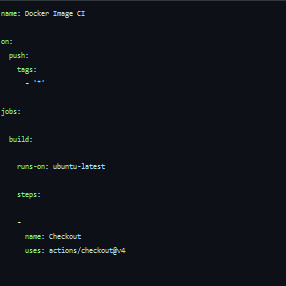 name: Docker Image CI
on:
push:
tags:
- '*'
jobs:
build:
runs-on: ubuntu-latest
steps:
-
name: Checkout
uses: actions/checkout@v4